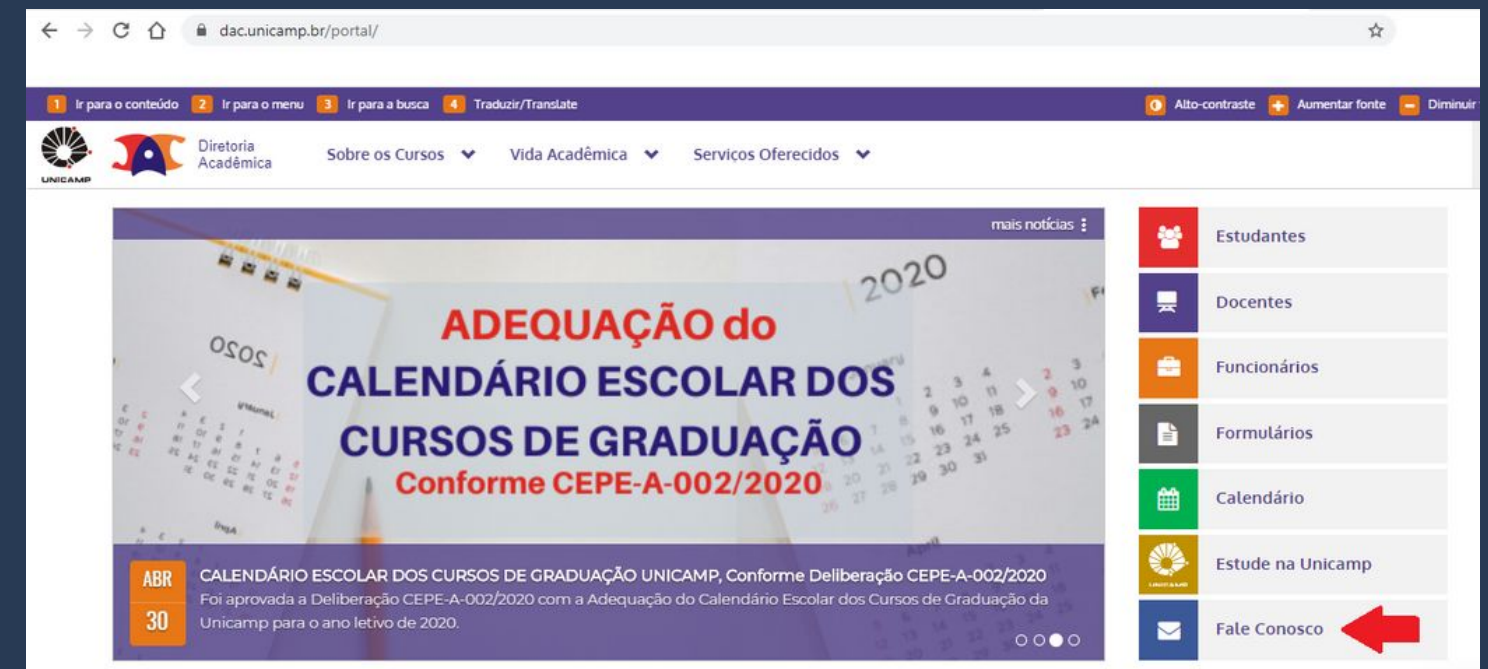 dac.unicamp.br/portal/
1 Ir para o conteúdo 2 Ir para o menu 3 Ir para a busca 4 Traduzir/Translate Alto-contraste Aumentar fonte Diminuir
UNICAMP
Diretoria
Acadêmica
Sobre os Cursos Vida Acadêmica Serviços Oferecidos
mais notícias
2020
2020
ADEQUAÇÃO do
CALENDÁRIO ESCOLAR DOS
CURSOS DE GRADUAÇÃO
Conforme CEPE-A-002/2020
ABR
30
CALENDÁRIO ESCOLAR DOS CURSOS DE GRADUAÇÃO UNICAMP, Conforme Deliberação CEPE-A-002/2020
Foi aprovada a Deliberação CEPE-A-002/2020 com a Adequação do Calendário Escolar dos Cursos de Graduação da
Unicamp para o ano letivo de 2020.
Estudantes
Docentes
Funcionários
Formulários
Calendário
UNICAMP
Estude na Unicamp
Fale Conosco